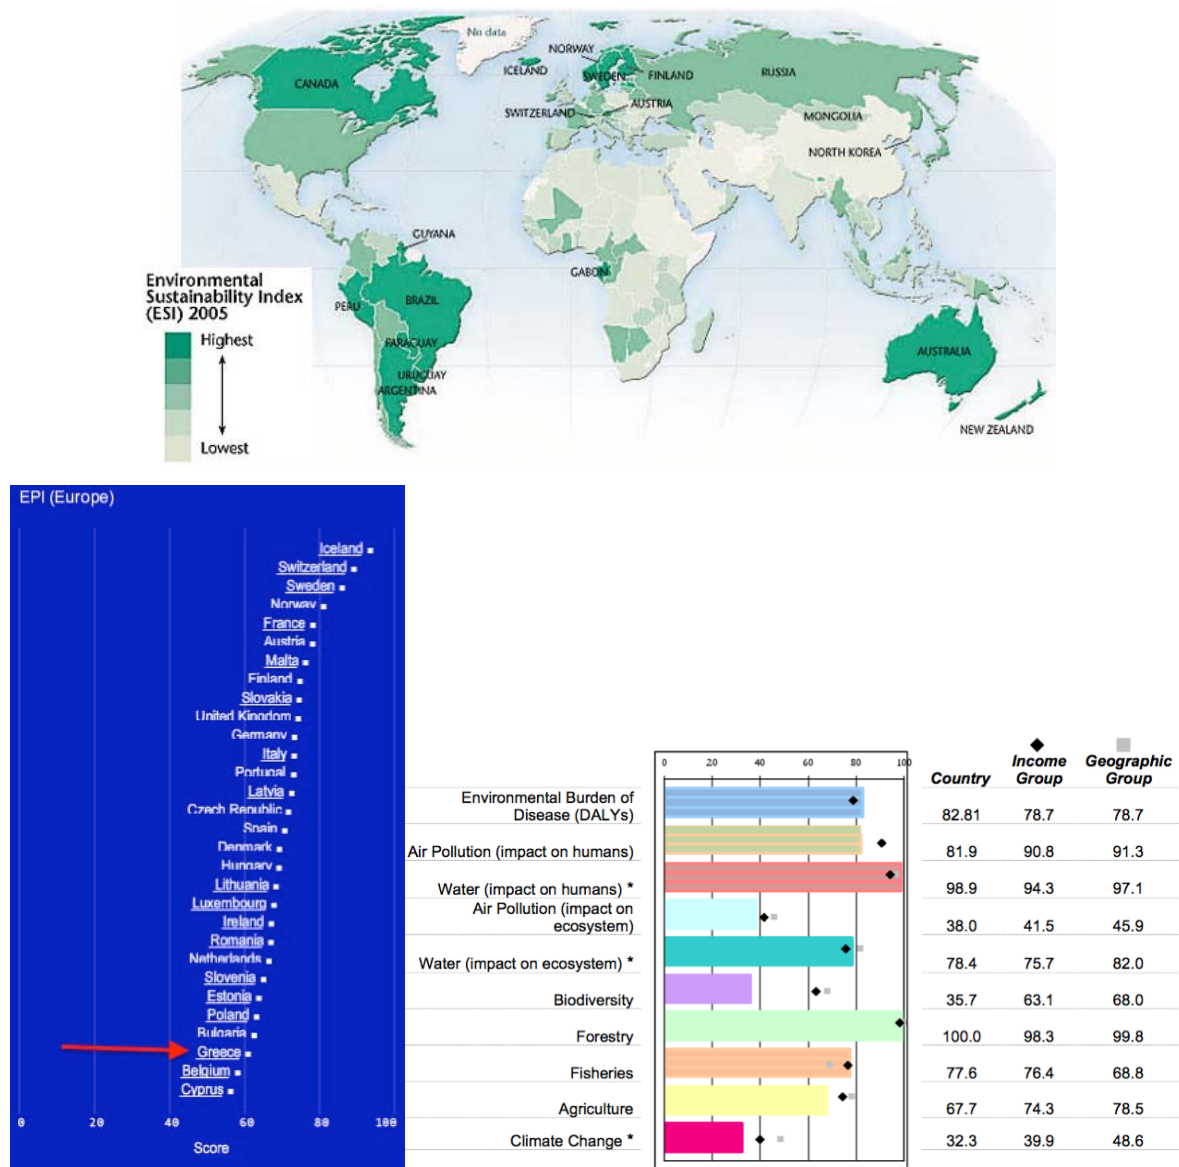 No data
NORWAY
ICELAND
SWEDEN
FINLAND
RUSSIA
CANADA
SWITZERLAND
AUSTRIA
MONGOLIA
NORTH KOREA
GUYANA
GABON
PERU
BRAZIL
PARAGUAY
URUGUAY
ARGENTINA
AUSTRALIA
NEW ZEALAND
Environmental
Sustainability Index
(ESI) 2005
Highest
Lowest
EPI (Europe)
Iceland
Switzerland
Sweden
Norway
France
Austria
Malta
Finland
Slovakia
United Kingdom
Germany
Italy
Portugal
Latvia
Czech Republic
Spain
Denmark
Hungary
Lithuania
Luxembourg
Ireland
Romania
Netherlands
Slovenia
Estonia
Poland
Bulgaria
Greece
Belgium
Cyprus
0 20 40 60 80 100
Score
0 20 40 60 80 100
Country
Income
Group
Geographic
Group
Environmental Burden of
Disease (DALYs) 82.81 78.7 78.7
Air Pollution (impact on humans) 81.9 90.8 91.3
Water (impact on humans) * 98.9 94.3 97.1
Air Pollution (impact on
ecosystem) 38.0 41.5 45.9
Water (impact on ecosystem) * 78.4 75.7 82.0
Biodiversity 35.7 63.1 68.0
Forestry 100.0 98.3 99.8
Fisheries 77.6 76.4 68.8
Agriculture 67.7 74.3 78.5
Climate Change * 32.3 39.9 48.6